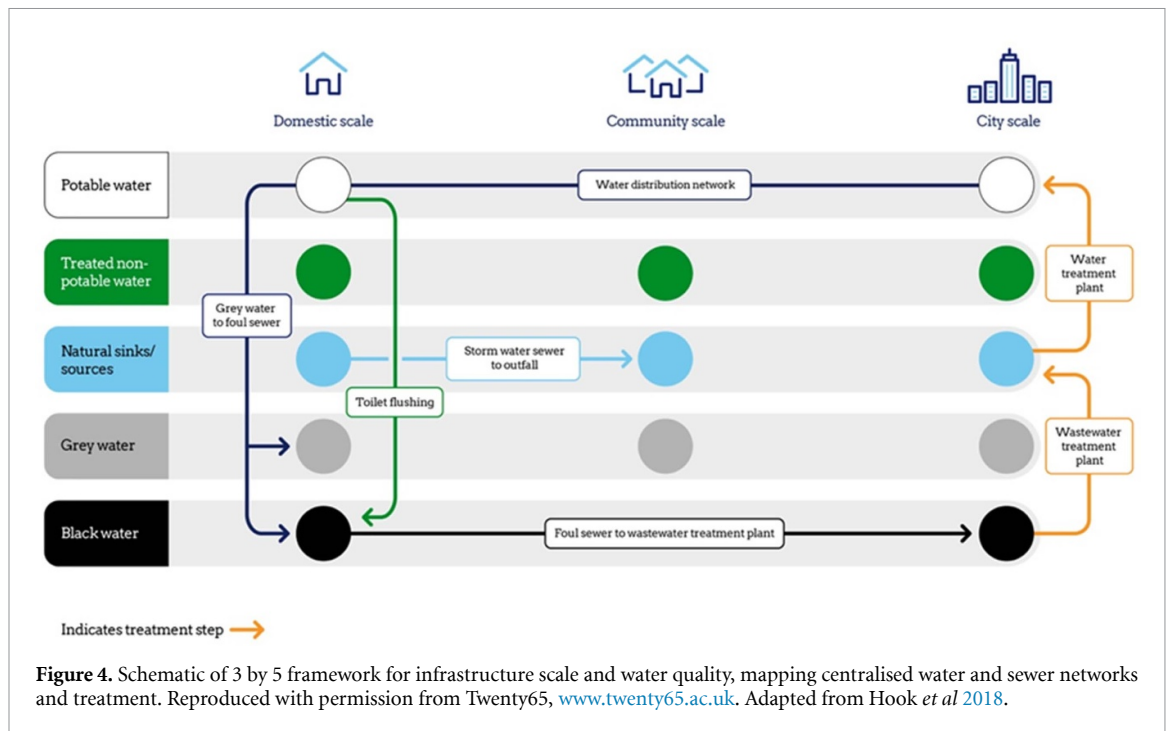 Domestic scale
Community scale
City scale
Potable water
Water distribution network
Treated non-
potable water
Water
treatment
plant
Grey water
to foul sewer
Natural sinks/
sources
Storm water sewer
to outfall
Toilet flushing
Grey water
Wastewater
treatment
plant
Black water
Foul sewer to wastewater treatment plant
Indicates treatment step
Figure 4. Schematic of 3 by 5 framework for infrastructure scale and water quality, mapping centralised water and sewer networks
and treatment. Reproduced with permission from Twenty65, www.twenty65.ac.uk. Adapted from Hook et al 2018.